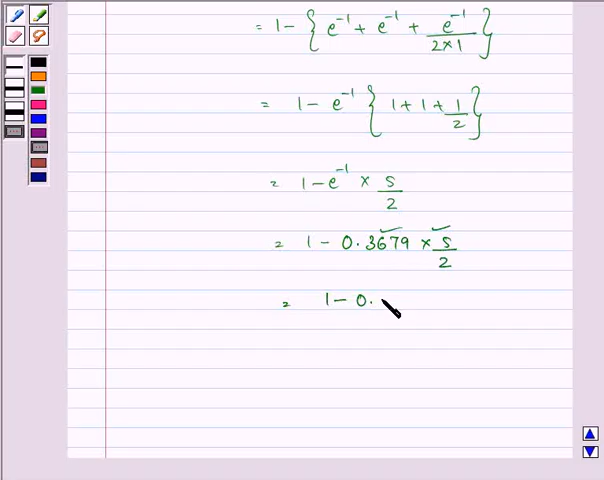 = 1 - { e⁻¹ + e⁻¹ + e⁻¹/2×1 }
= 1 - e⁻¹ { 1 + 1 + 1/2 }
= 1 - e⁻¹ × 5/2
= 1 - 0.3679 × 5/2
= 1 - 0.